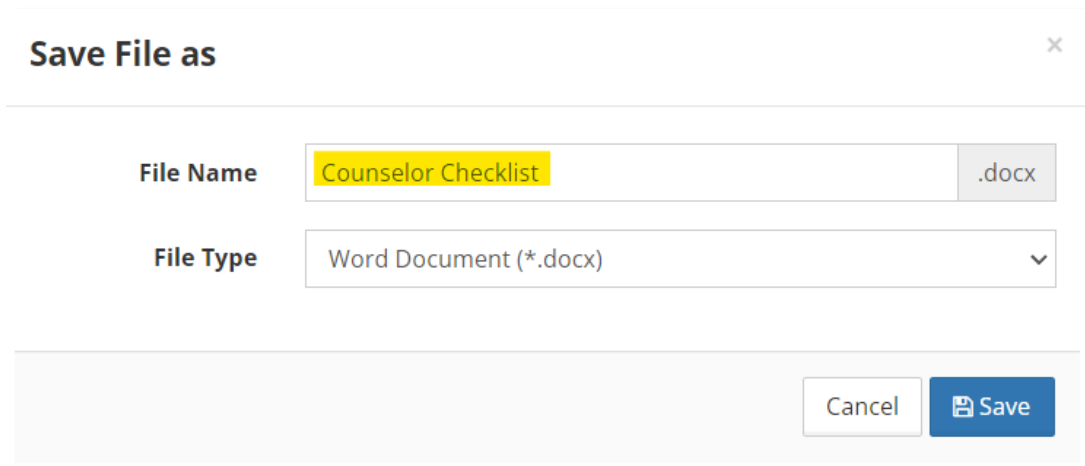 Save File as ×
File Name Counselor Checklist .docx
File Type Word Document (*.docx)
Cancel Save